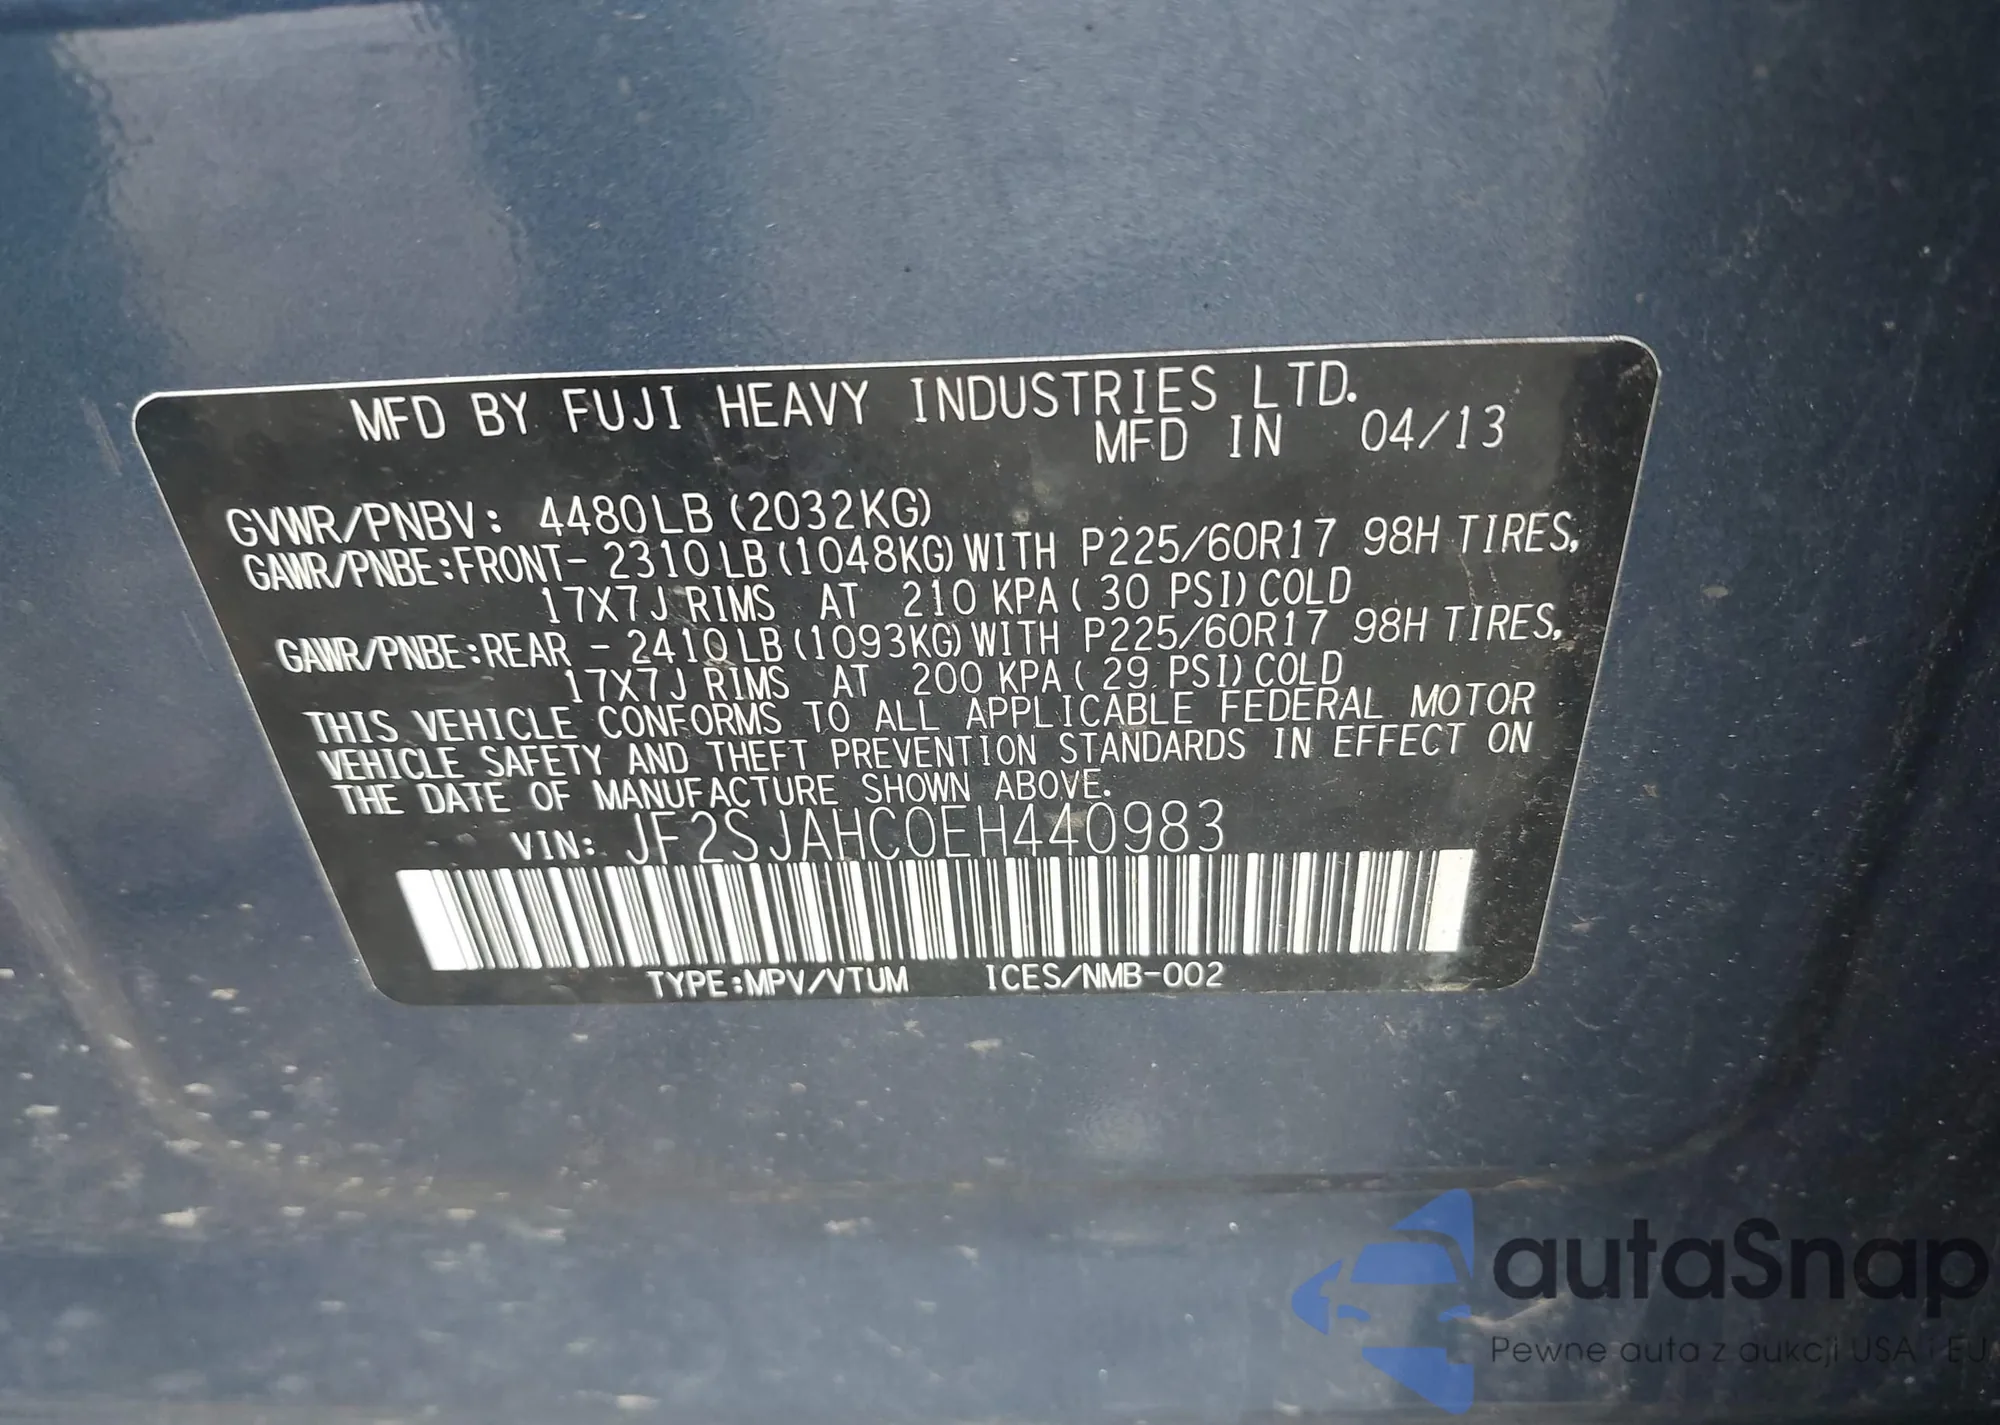 MFD BY FUJI HEAVY INDUSTRIES LTD.
MFD IN 04/13
GVWR/PNBV: 4480LB (2032KG)
GAWR/PNBE:FRONT- 2310LB (1048KG) WITH P225/60R17 98H TIRES,
17X7J RIMS AT 210 KPA ( 30 PSI) COLD
GAWR/PNBE:REAR - 2410LB (1093KG) WITH P225/60R17 98H TIRES,
17X7J RIMS AT 200 KPA ( 29 PSI) COLD
THIS VEHICLE CONFORMS TO ALL APPLICABLE FEDERAL MOTOR
VEHICLE SAFETY AND THEFT PREVENTION STANDARDS IN EFFECT ON
THE DATE OF MANUFACTURE SHOWN ABOVE.
VIN: JF2SJAHC0EH440983
TYPE:MPV/VTUM ICES/NMB-002
autaSnap
Pewne auta z aukcji USA i EU